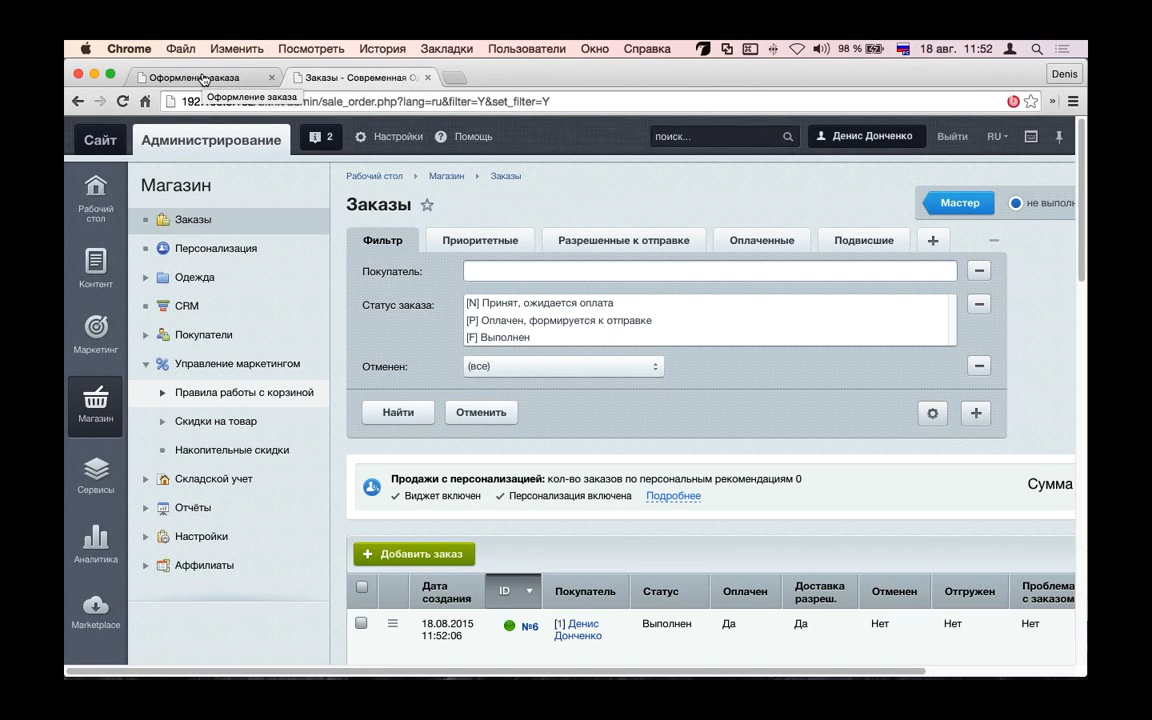 Chrome Файл Изменить Посмотреть История Закладки Пользователи Окно Справка 98 % 18 авг. 11:52
Оформление заказа Заказы - Современная О Denis
Оформление заказа
admin/sale_order.php?lang=ru&filter=Y&set_filter=Y
Сайт Администрирование 2 Настройки Помощь поиск... Денис Донченко Выйти RU
Рабочий стол
Контент
Маркетинг
Магазин
Сервисы
Аналитика
Marketplace
Магазин
Заказы
Персонализация
Одежда
CRM
Покупатели
Управление маркетингом
Правила работы с корзиной
Скидки на товар
Накопительные скидки
Складской учет
Отчёты
Настройки
Аффилиаты
Рабочий стол Магазин Заказы
Заказы
Мастер не выполн
Фильтр Приоритетные Разрешенные к отправке Оплаченные Подвисшие +
Покупатель:
Статус заказа: [N] Принят, ожидается оплата
[P] Оплачен, формируется к отправке
[F] Выполнен
Отменен: (все)
Найти Отменить
Продажи с персонализацией: кол-во заказов по персональным рекомендациям 0
Виджет включен Персонализация включена Подробнее
Сумма
+ Добавить заказ
Дата создания ID Покупатель Статус Оплачен Доставка разреш. Отменен Отгружен Проблема с заказом
18.08.2015 11:52:06 №6 [1] Денис Донченко Выполнен Да Да Нет Нет Нет